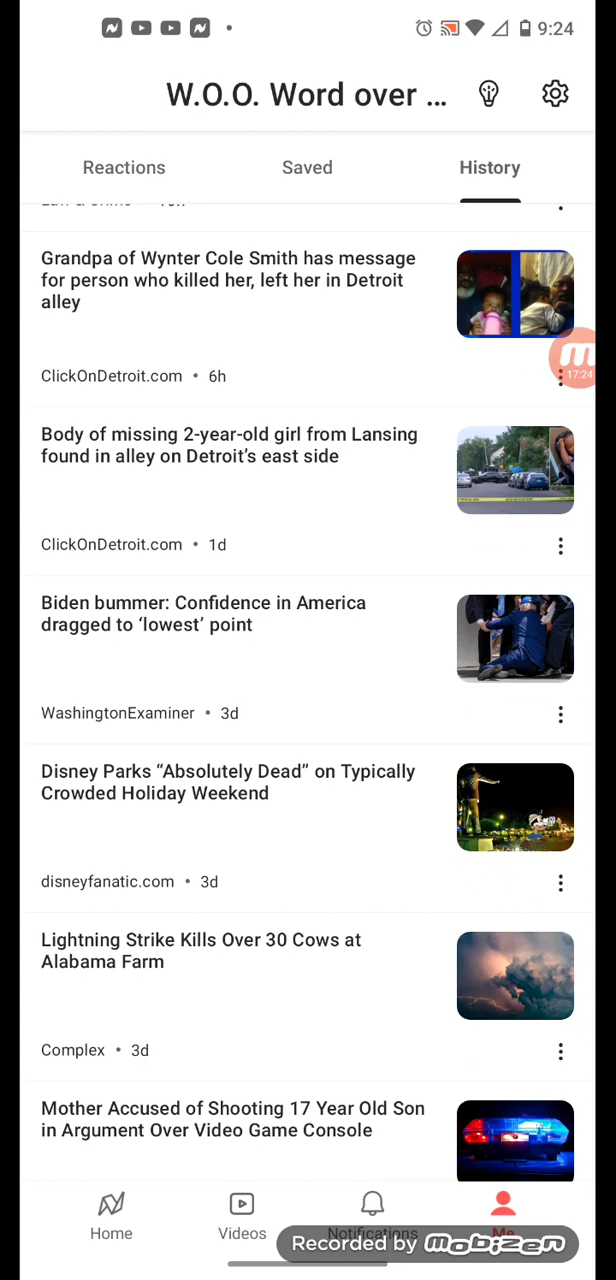 9:24
W.O.O. Word over ...
Reactions
Saved
History
Grandpa of Wynter Cole Smith has message
for person who killed her, left her in Detroit
alley
ClickOnDetroit.com • 6h
17:24
Body of missing 2-year-old girl from Lansing
found in alley on Detroit’s east side
ClickOnDetroit.com • 1d
Biden bummer: Confidence in America
dragged to ‘lowest’ point
WashingtonExaminer • 3d
Disney Parks “Absolutely Dead” on Typically
Crowded Holiday Weekend
disneyfanatic.com • 3d
Lightning Strike Kills Over 30 Cows at
Alabama Farm
Complex • 3d
Mother Accused of Shooting 17 Year Old Son
in Argument Over Video Game Console
Home
Videos
Notifications
Me
Recorded by mobizen